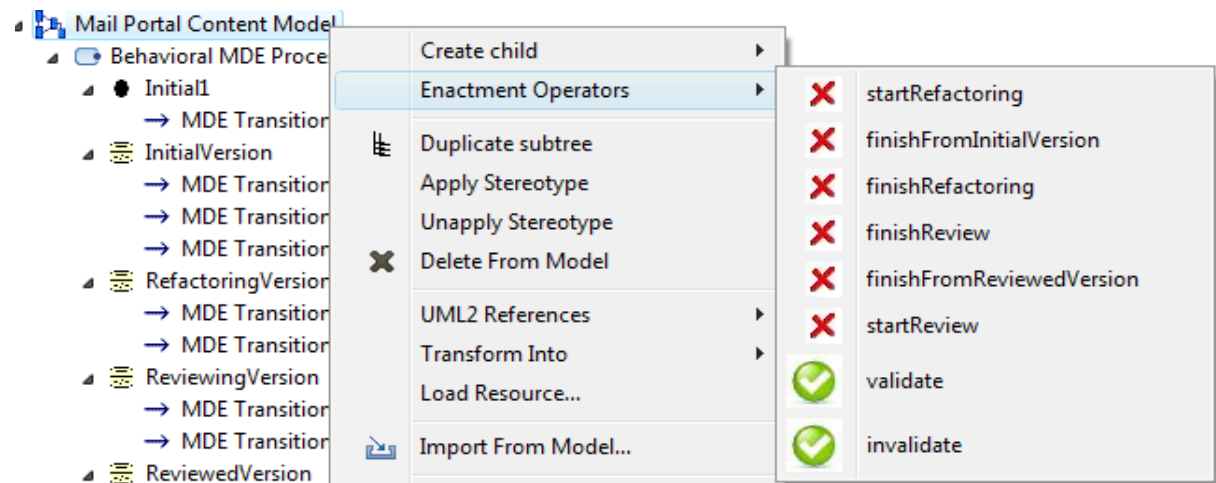 Mail Portal Content Model
Behavioral MDE Proce
Initial1
MDE Transition
InitialVersion
MDE Transition
MDE Transition
MDE Transition
RefactoringVersion
MDE Transition
MDE Transition
ReviewingVersion
MDE Transition
MDE Transition
ReviewedVersion
Create child
Enactment Operators
Duplicate subtree
Apply Stereotype
Unapply Stereotype
Delete From Model
UML2 References
Transform Into
Load Resource...
Import From Model...
startRefactoring
finishFromInitialVersion
finishRefactoring
finishReview
finishFromReviewedVersion
startReview
validate
invalidate